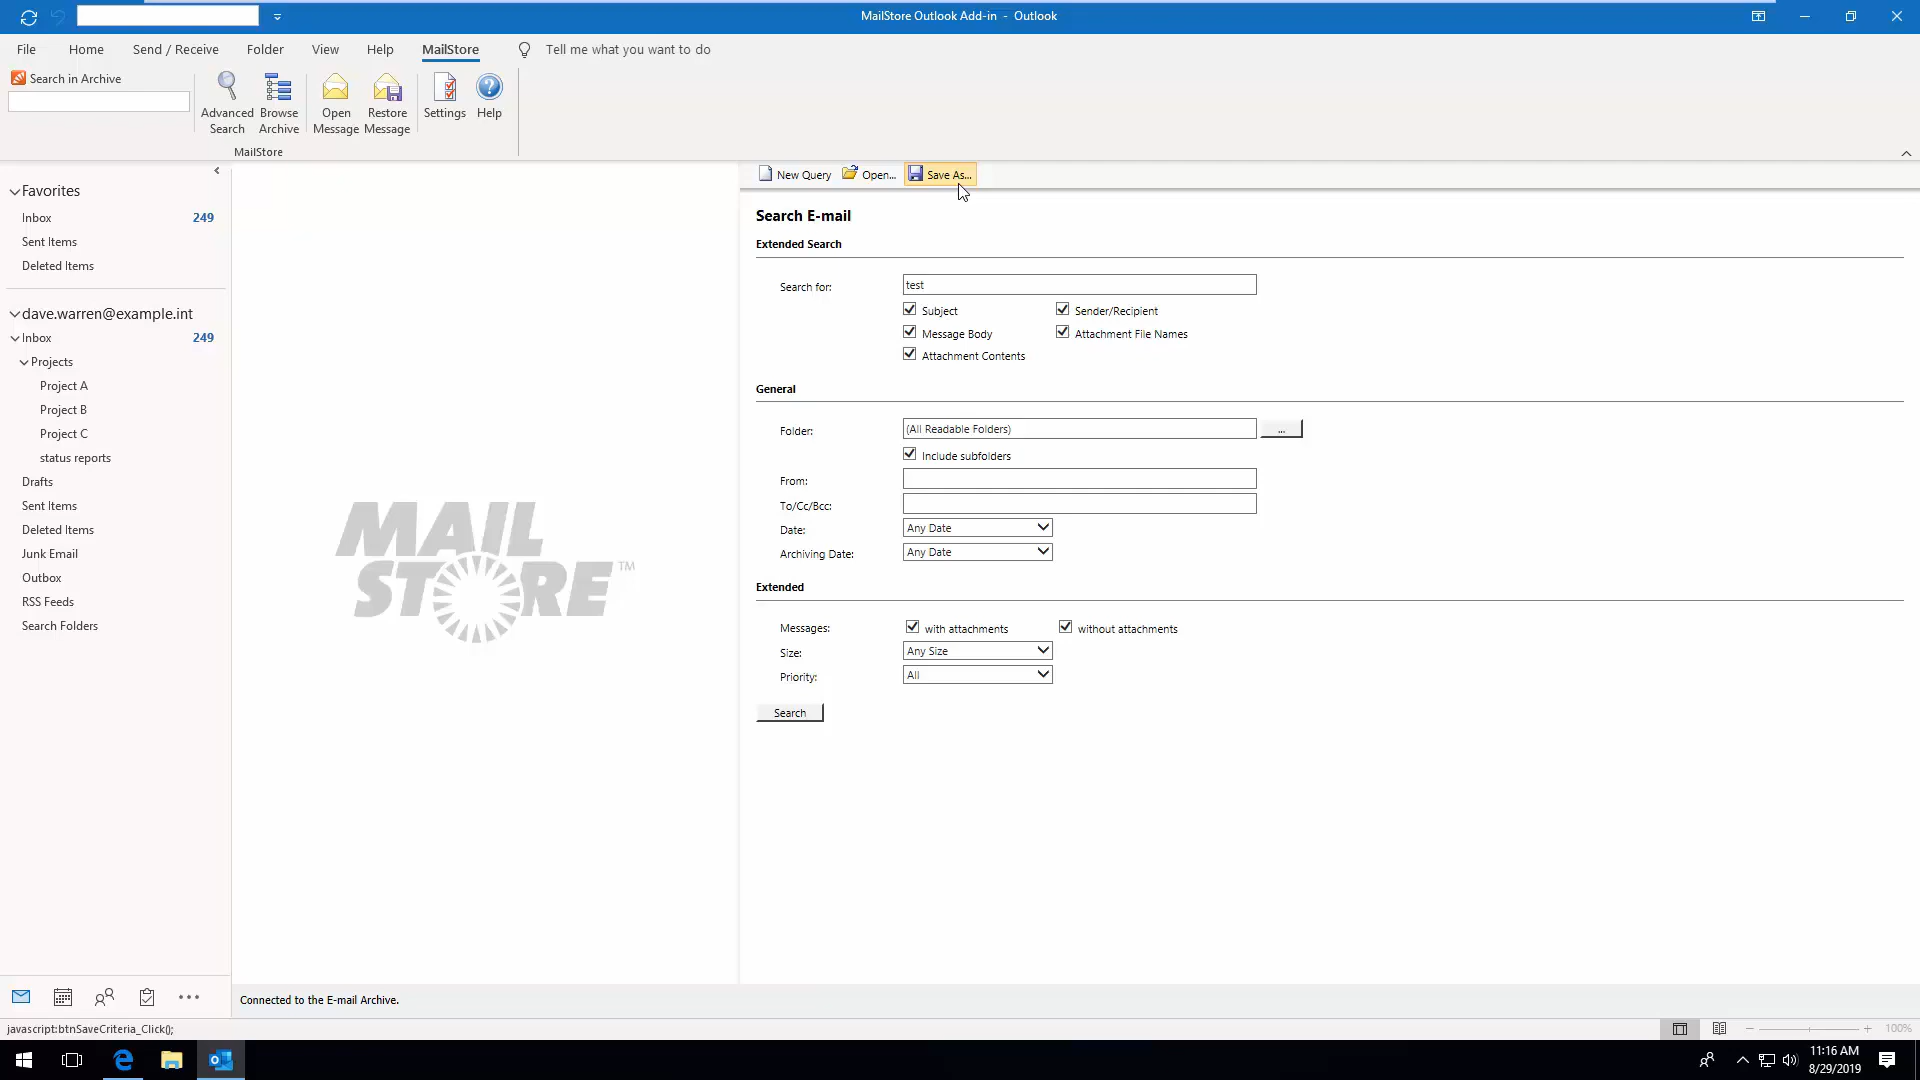 MailStore Outlook Add-in - Outlook
File Home Send / Receive Folder View Help MailStore Tell me what you want to do
Search in Archive
Advanced Search
Browse Archive
Open Message
Restore Message
Settings
Help
MailStore
Favorites
Inbox 249
Sent Items
Deleted Items
dave.warren@example.int
Inbox 249
Projects
Project A
Project B
Project C
status reports
Drafts
Sent Items
Deleted Items
Junk Email
Outbox
RSS Feeds
Search Folders
MAIL
STORE™
New Query Open... Save As...
Search E-mail
Extended Search
Search for: test
Subject Sender/Recipient
Message Body Attachment File Names
Attachment Contents
General
Folder: (All Readable Folders) ...
Include subfolders
From:
To/Cc/Bcc:
Date: Any Date
Archiving Date: Any Date
Extended
Messages: with attachments without attachments
Size: Any Size
Priority: All
Search
Connected to the E-mail Archive.
javascript:btnSaveCriteria_Click();
100%
11:16 AM
8/29/2019